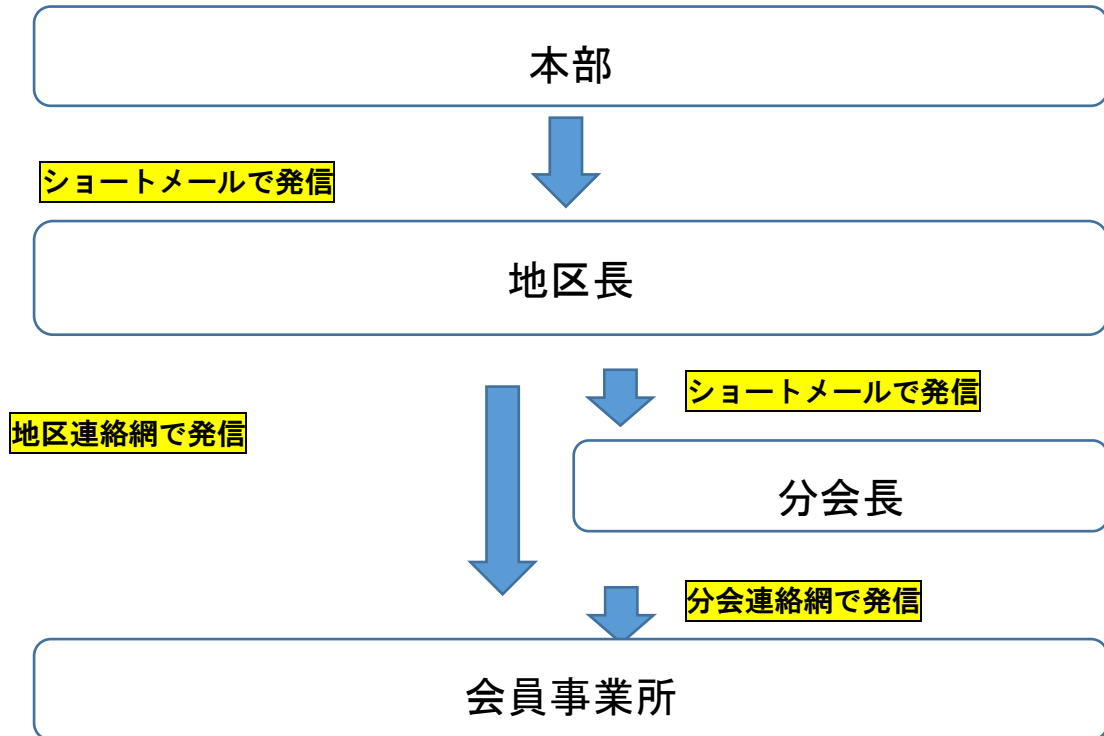 本部
ショートメールで発信
地区長
ショートメールで発信
地区連絡網で発信
分会長
分会連絡網で発信
会員事業所